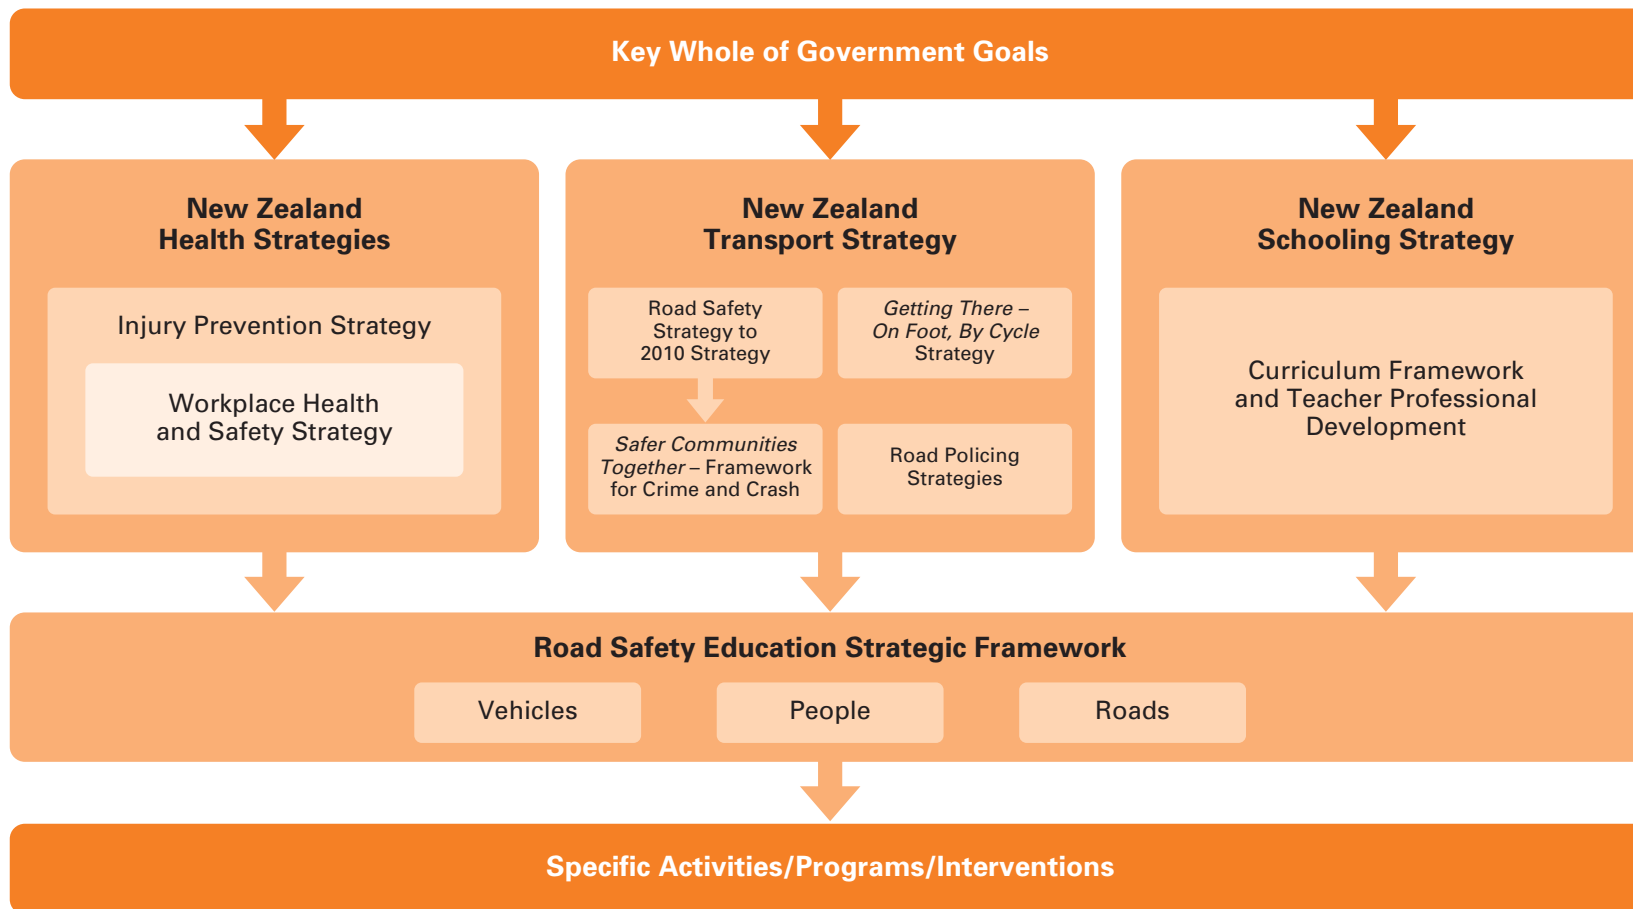 Key Whole of Government Goals
New Zealand
Health Strategies
Injury Prevention Strategy
Workplace Health
and Safety Strategy
New Zealand
Transport Strategy
Road Safety
Strategy to
2010 Strategy
Getting There –
On Foot, By Cycle
Strategy
Safer Communities
Together – Framework
for Crime and Crash
Road Policing
Strategies
New Zealand
Schooling Strategy
Curriculum Framework
and Teacher Professional
Development
Road Safety Education Strategic Framework
Vehicles
People
Roads
Specific Activities/Programs/Interventions